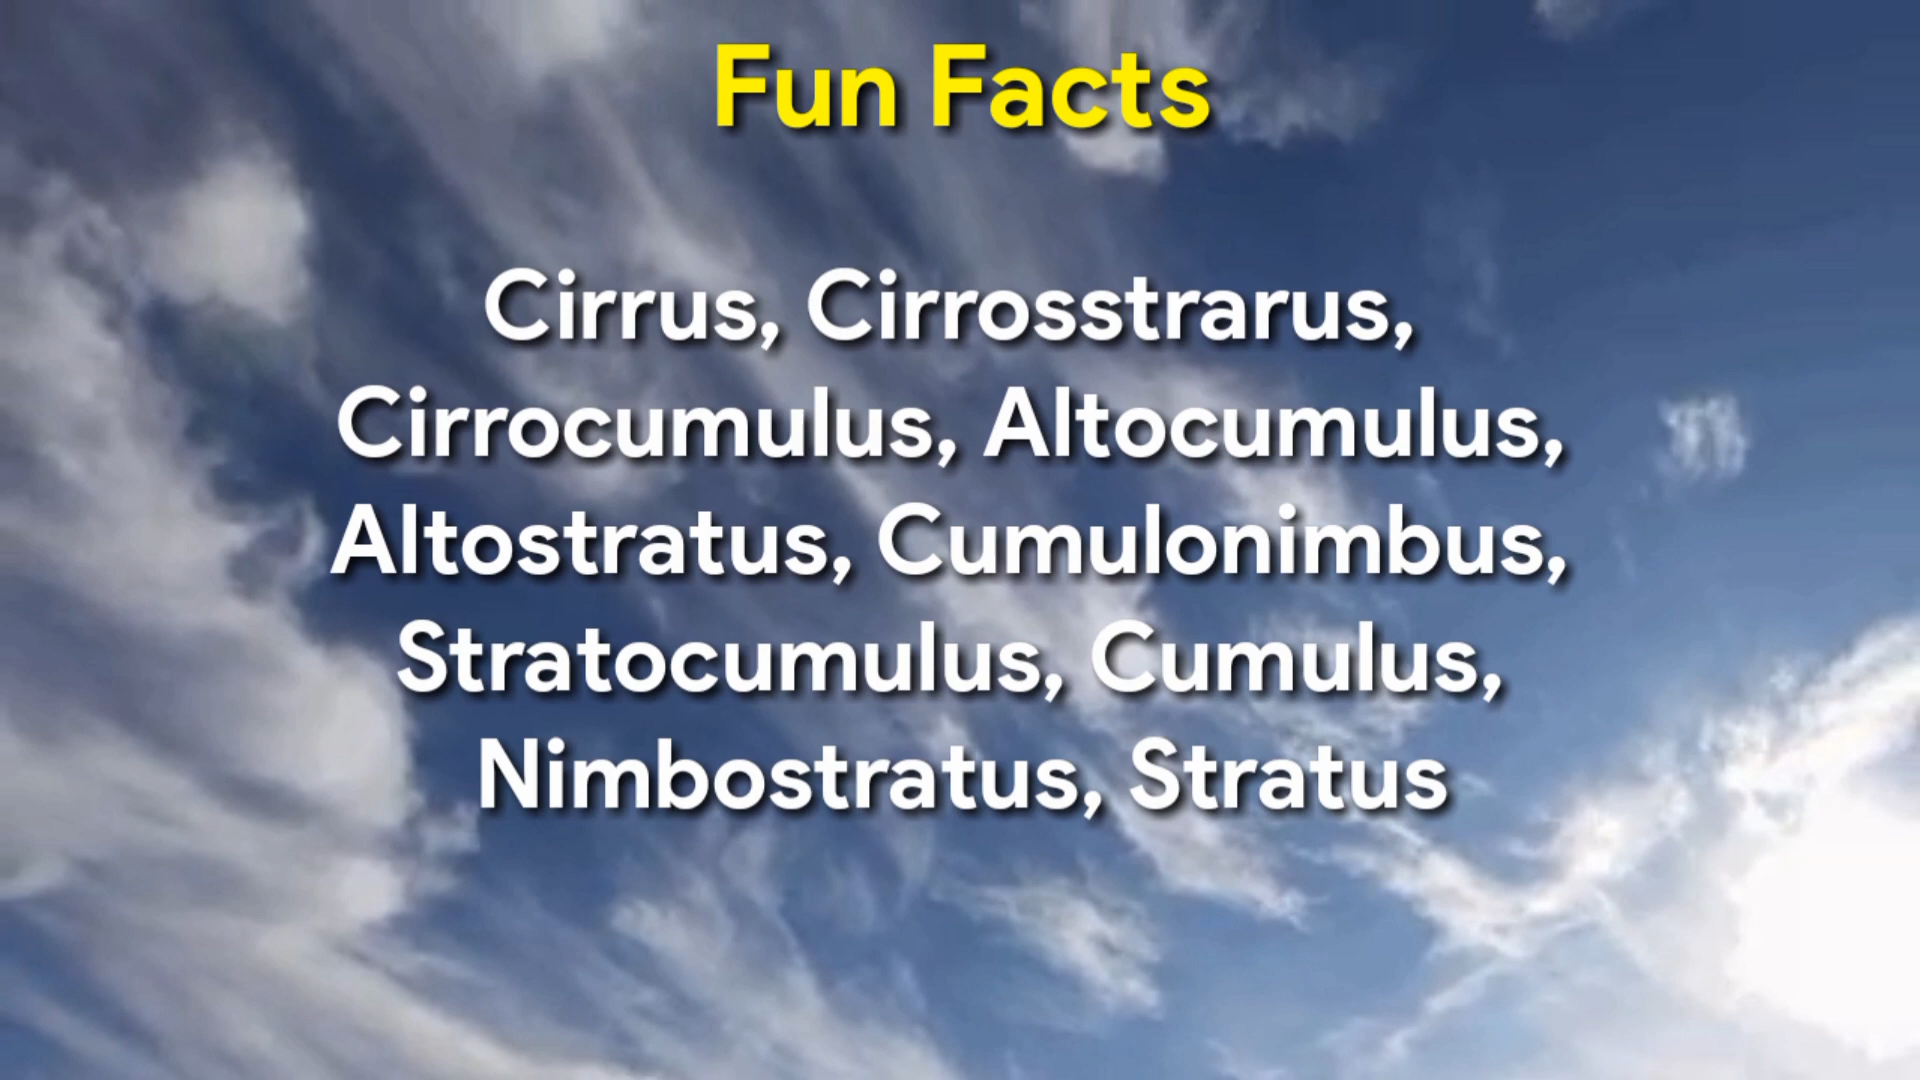 Fun Facts
Cirrus, Cirrosstrarus,
Cirrocumulus, Altocumulus,
Altostratus, Cumulonimbus,
Stratocumulus, Cumulus,
Nimbostratus, Stratus